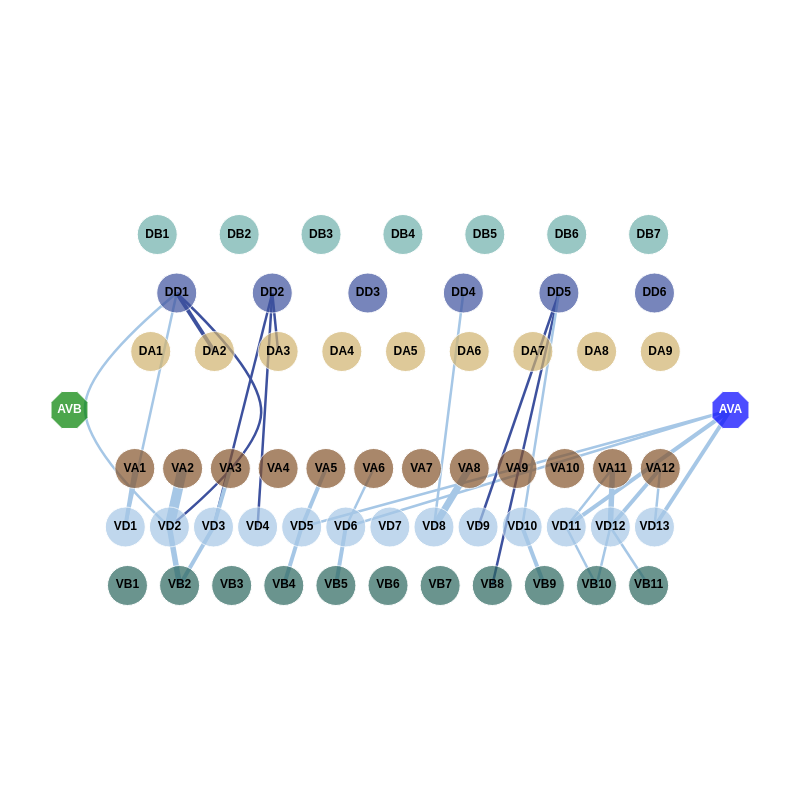 DB1 DB2 DB3 DB4 DB5 DB6 DB7
DD1 DD2 DD3 DD4 DD5 DD6
DA1 DA2 DA3 DA4 DA5 DA6 DA7 DA8 DA9
AVB AVA
VA1 VA2 VA3 VA4 VA5 VA6 VA7 VA8 VA9 VA10 VA11 VA12
VD1 VD2 VD3 VD4 VD5 VD6 VD7 VD8 VD9 VD10 VD11 VD12 VD13
VB1 VB2 VB3 VB4 VB5 VB6 VB7 VB8 VB9 VB10 VB11